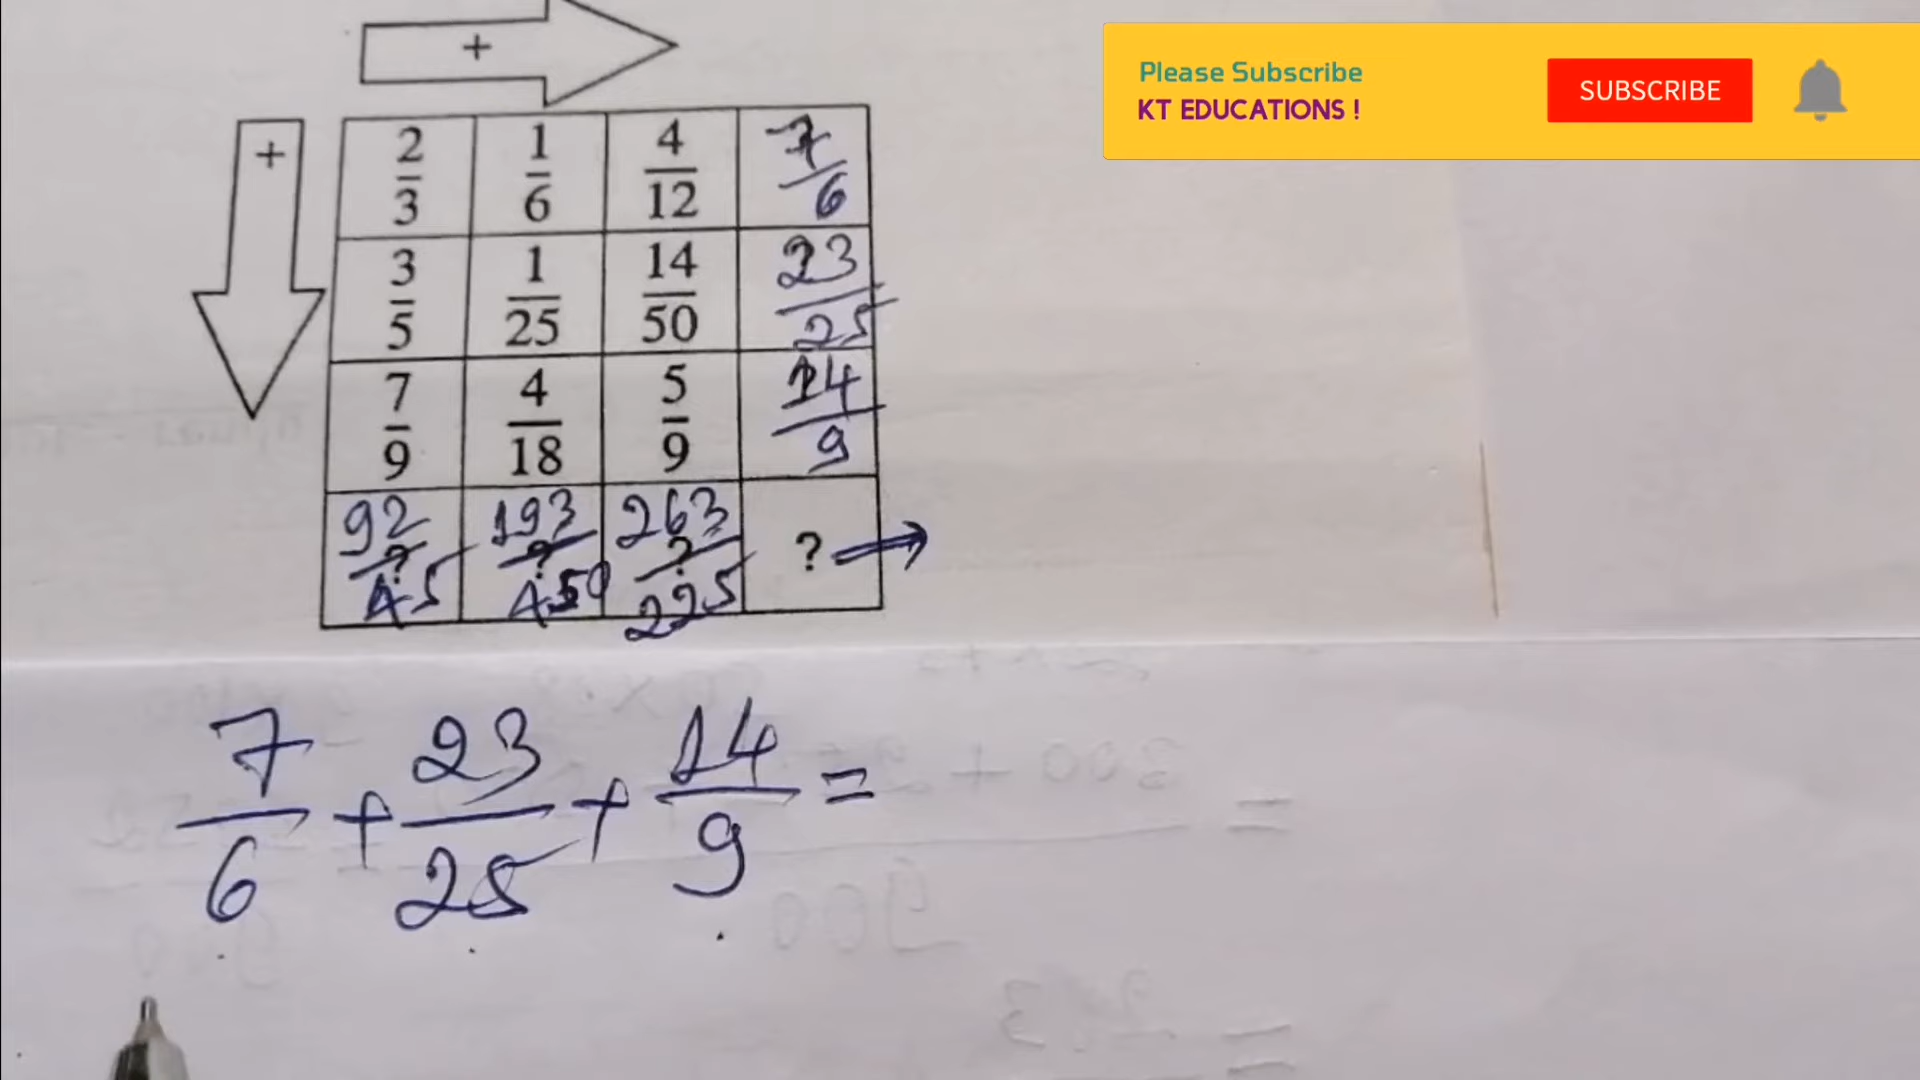 Please Subscribe
KT EDUCATIONS !
SUBSCRIBE
+
+
2/3 1/6 4/12 7/6
3/5 1/25 14/50 23/25
7/9 4/18 5/9 14/9
92/45 ? 193/450 ? 263/225 ? ?→
7/6 + 23/25 + 14/9 =